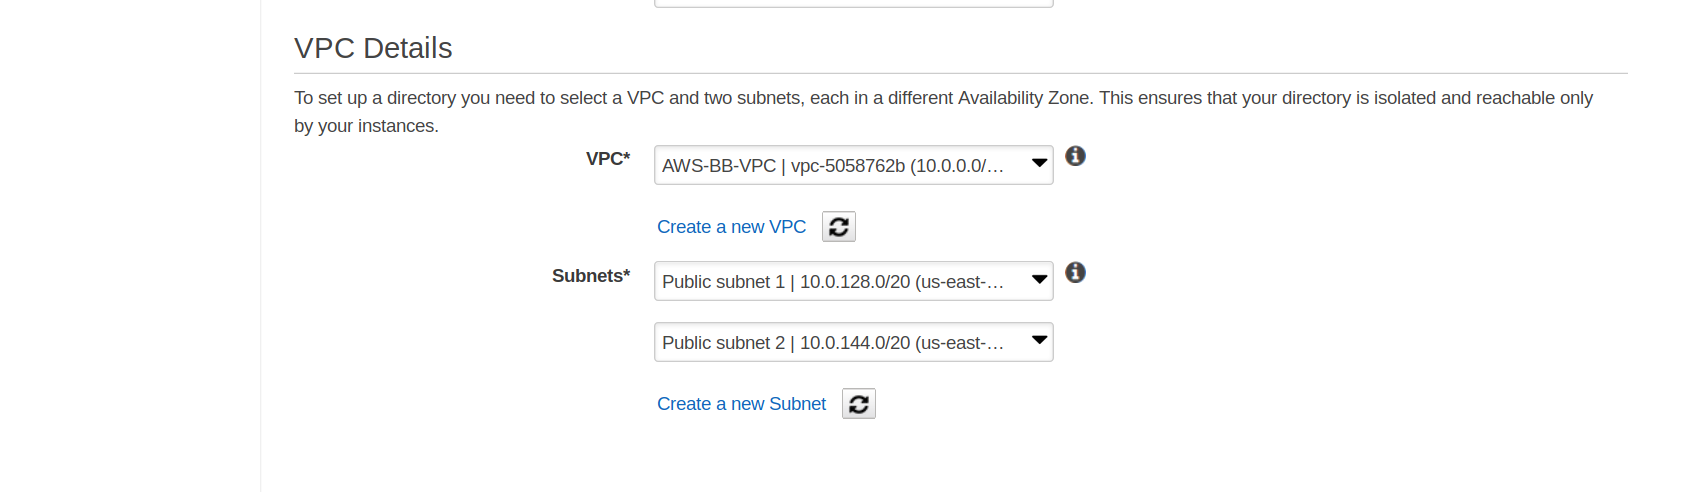 VPC Details
To set up a directory you need to select a VPC and two subnets, each in a different Availability Zone. This ensures that your directory is isolated and reachable only
by your instances.
VPC*
AWS-BB-VPC | vpc-5058762b (10.0.0.0/…
Create a new VPC
Subnets*
Public subnet 1 | 10.0.128.0/20 (us-east-…
Public subnet 2 | 10.0.144.0/20 (us-east-…
Create a new Subnet